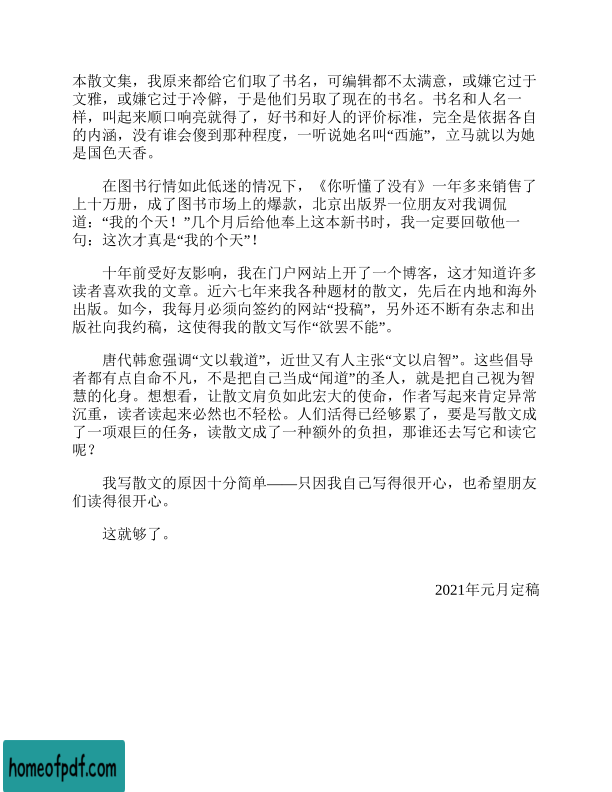 本散文集，我原来都给它们取了书名，可编辑都不太满意，或嫌它过于
文雅，或嫌它过于冷僻，于是他们另取了现在的书名。书名和人名一
样，叫起来顺口响亮就得了，好书和好人的评价标准，完全是依据各自
的内涵，没有谁会傻到那种程度，一听说她名叫“西施”，立马就以为她
是国色天香。
在图书行情如此低迷的情况下，《你听懂了没有》一年多来销售了
上十万册，成了图书市场上的爆款，北京出版界一位朋友对我调侃
道：“我的个天！”几个月后给他奉上这本新书时，我一定要回敬他一
句：这次才真是“我的个天”！
十年前受好友影响，我在门户网站上开了一个博客，这才知道许多
读者喜欢我的文章。近六七年来我各种题材的散文，先后在内地和海外
出版。如今，我每月必须向签约的网站“投稿”，另外还不断有杂志和出
版社向我约稿，这使得我的散文写作“欲罢不能”。
唐代韩愈强调“文以载道”，近世又有人主张“文以启智”。这些倡导
者都有点自命不凡，不是把自己当成“闻道”的圣人，就是把自己视为智
慧的化身。想想看，让散文肩负如此宏大的使命，作者写起来肯定异常
沉重，读者读起来必然也不轻松。人们活得已经够累了，要是写散文成
了一项艰巨的任务，读散文成了一种额外的负担，那谁还去写它和读它
呢？
我写散文的原因十分简单——只因我自己写得很开心，也希望朋友
们读得很开心。
这就够了。
2021年元月定稿
homeofpdf.com